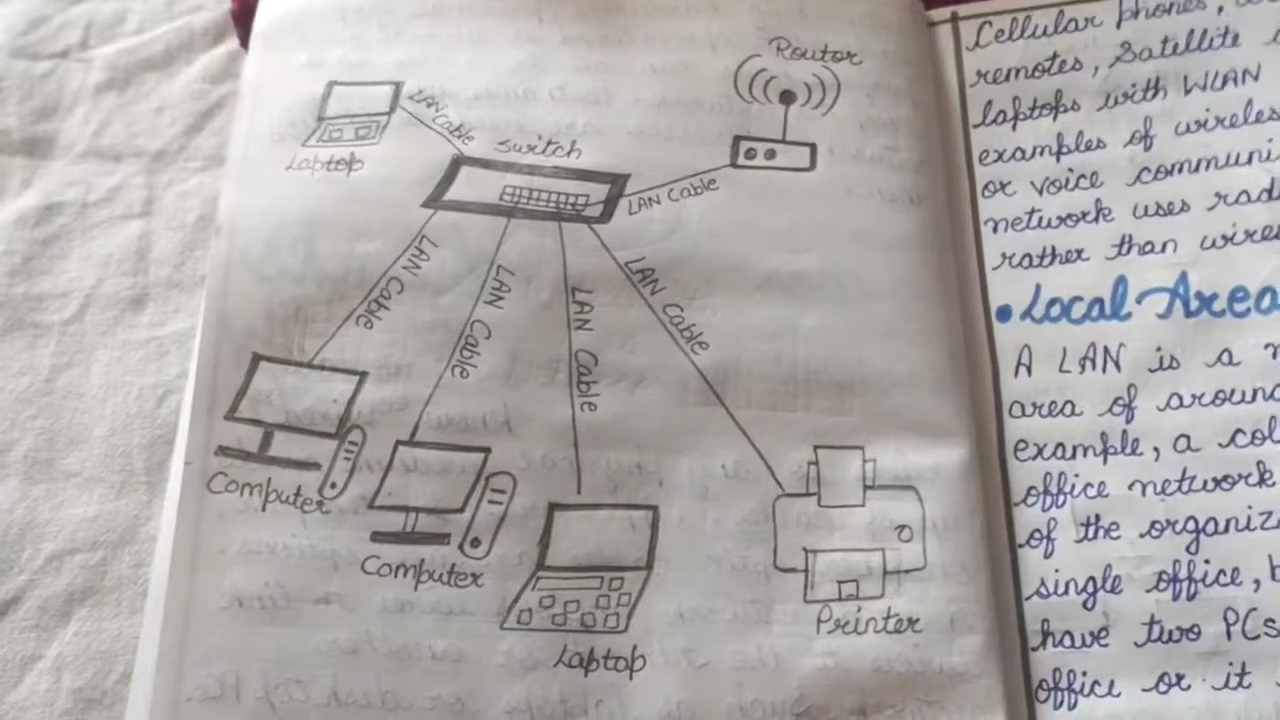 Routor
LAN Cable
Switch
Laptop
LAN Cable
LAN Cable
LAN Cable
LAN Cable
LAN Cable
Computer
Computer
Printer
Laptop
Cellular phones,
remotes, Satellite
laptops with WLAN
examples of wireles
or voice communi
network uses rad
rather than wires
• Local Area
A LAN is a
area of around
example, a col
office network
of the organiz
single office, b
have two PCs
office or it